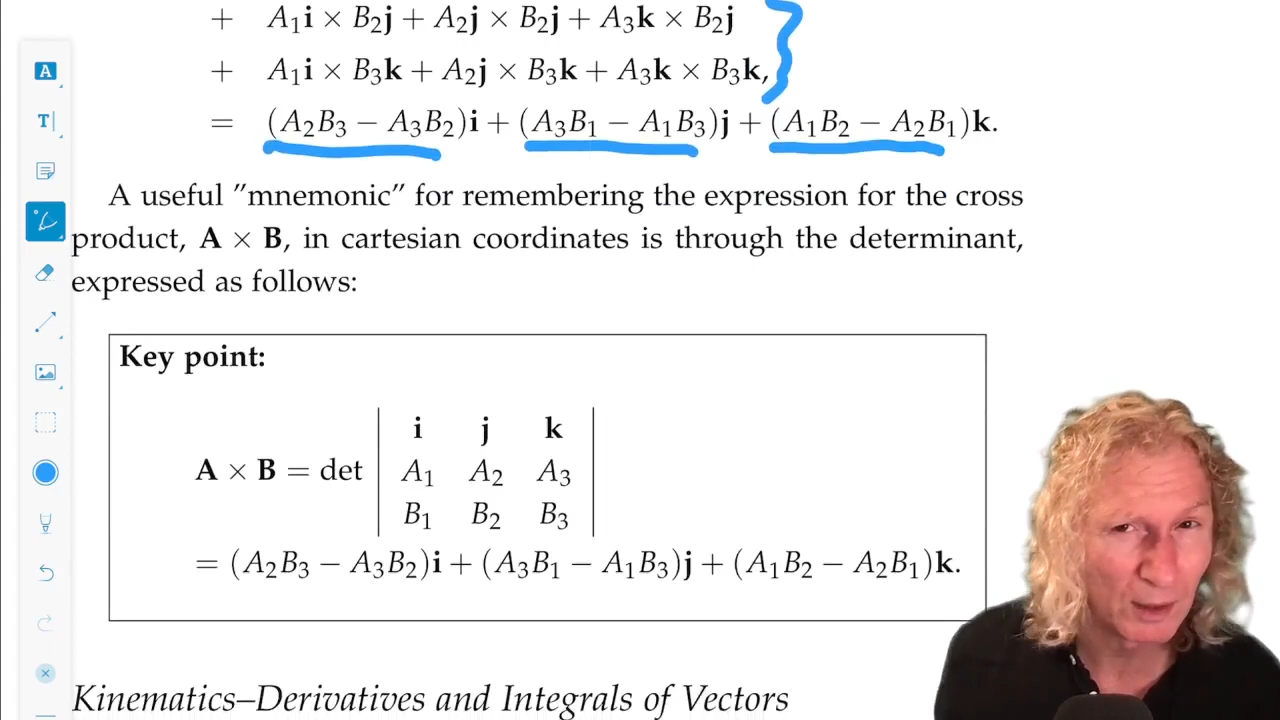 + A₁i × B₂j + A₂j × B₂j + A₃k × B₂j
+ A₁i × B₃k + A₂j × B₃k + A₃k × B₃k,
= (A₂B₃ − A₃B₂)i + (A₃B₁ − A₁B₃)j + (A₁B₂ − A₂B₁)k.
A useful ”mnemonic” for remembering the expression for the cross
product, A × B, in cartesian coordinates is through the determinant,
expressed as follows:
Key point:
i j k
A × B = det A₁ A₂ A₃
B₁ B₂ B₃
= (A₂B₃ − A₃B₂)i + (A₃B₁ − A₁B₃)j + (A₁B₂ − A₂B₁)k.
Kinematics–Derivatives and Integrals of Vectors
A
T